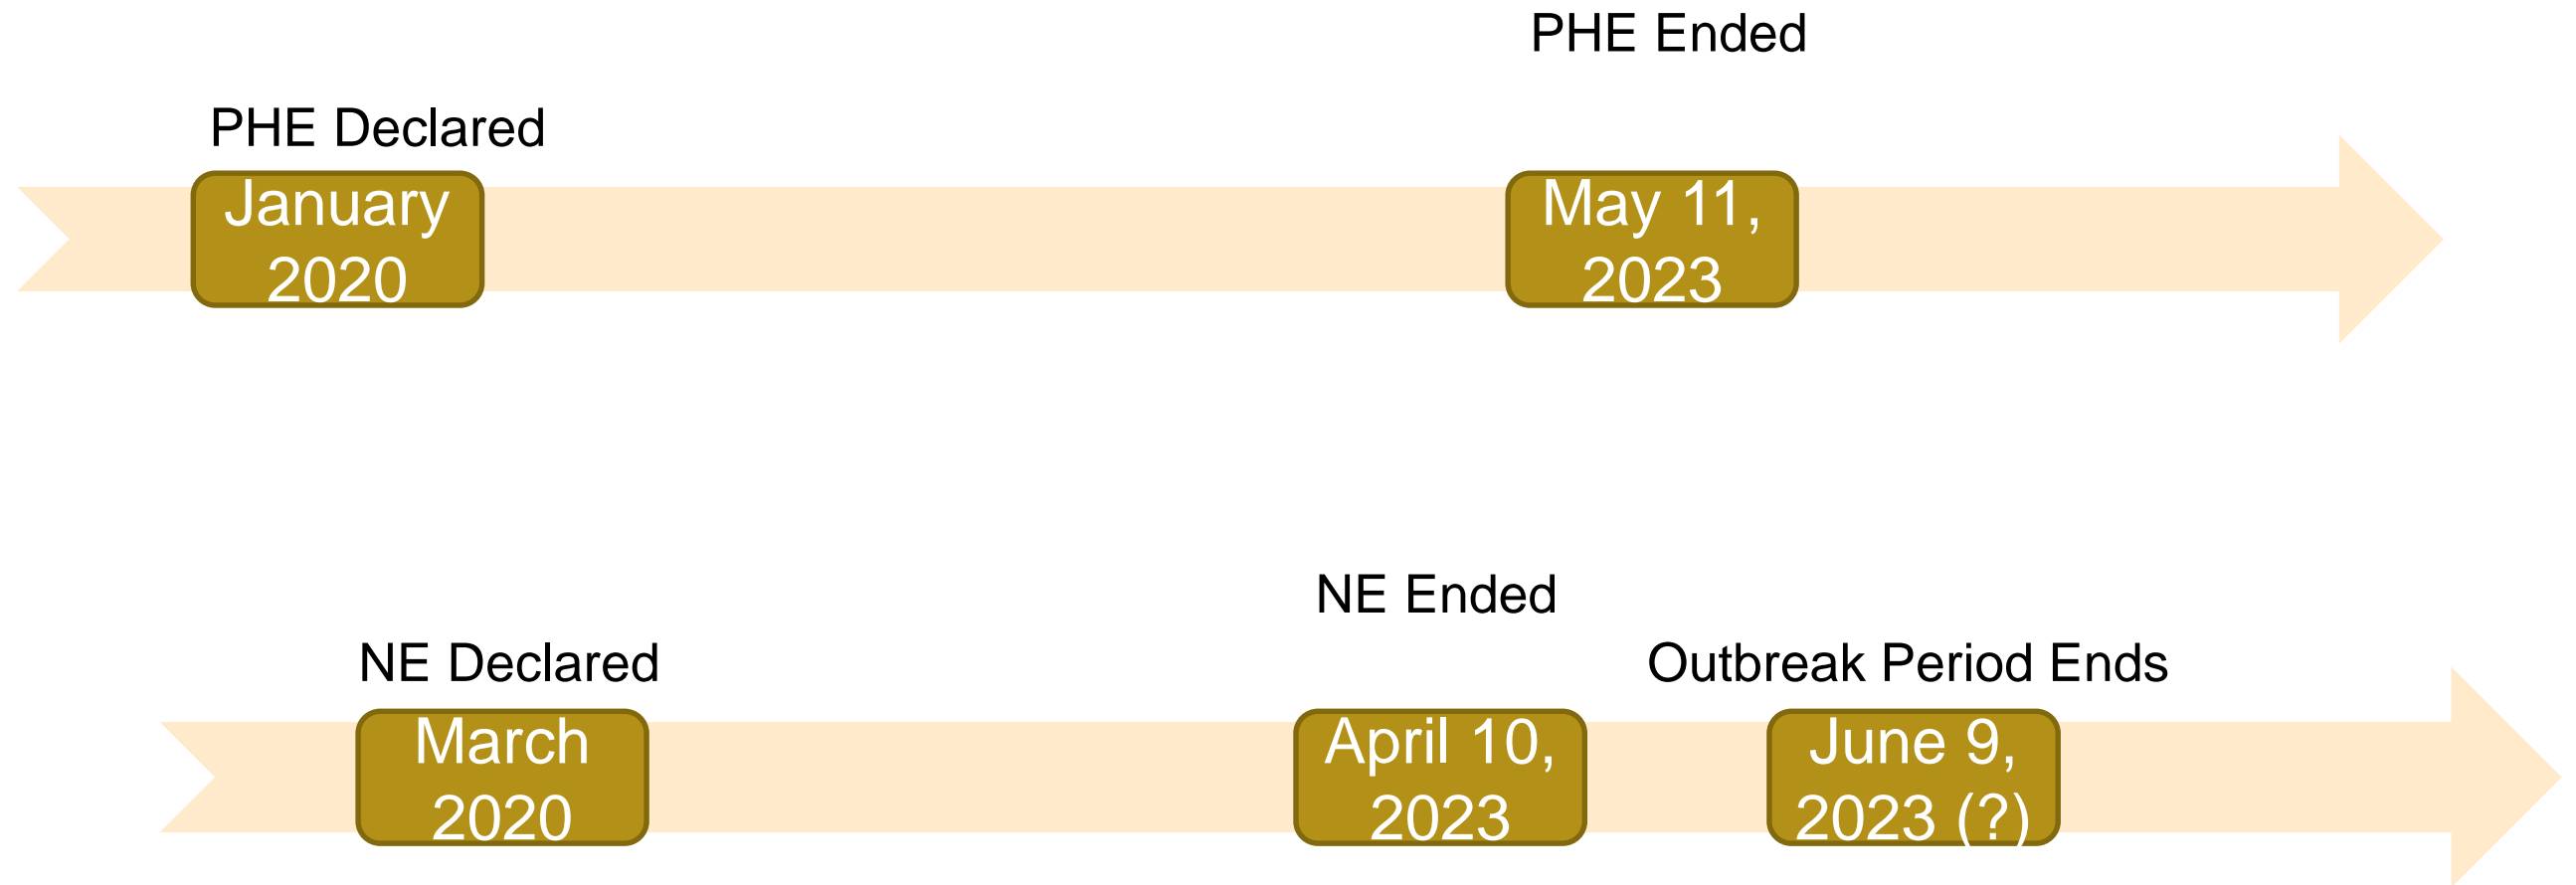 PHE Ended
PHE Declared
January
2020
May 11,
2023
NE Ended
NE Declared
Outbreak Period Ends
March
2020
April 10,
2023
June 9,
2023 (?)